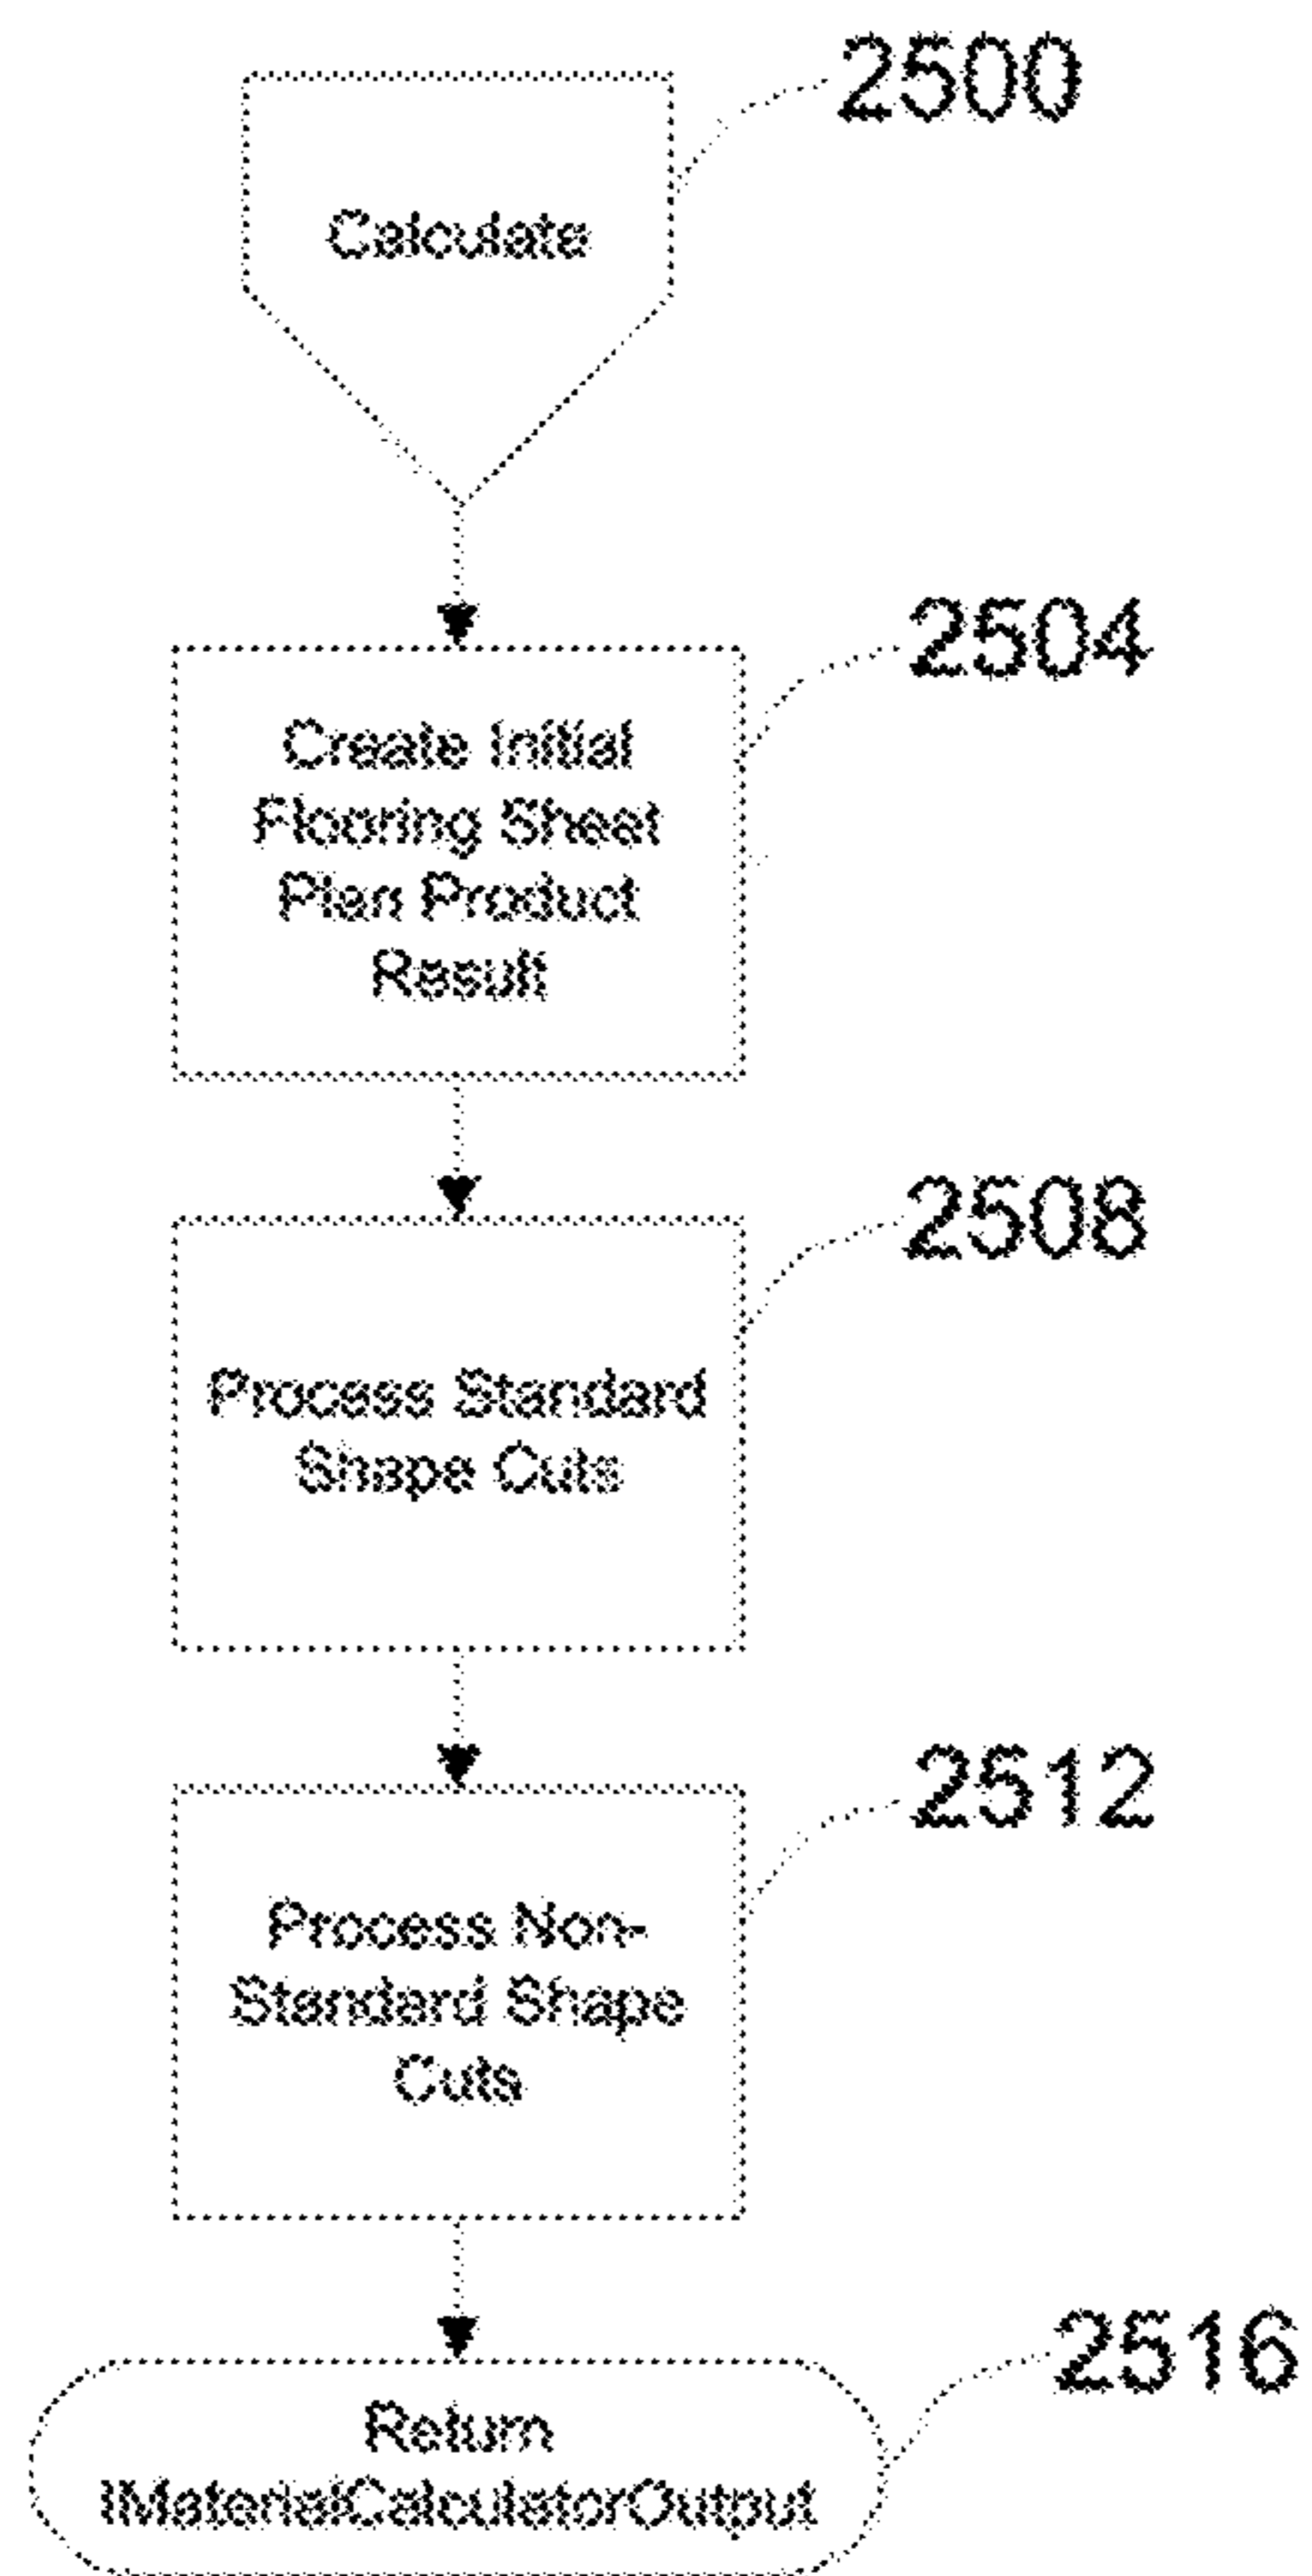 2500
Calculate
2504
Create Initial
Flooring Sheet
Plan Product
Result
2508
Process Standard
Shape Cuts
2512
Process Non-
Standard Shape
Cuts
2516
Return
IMaterialCalculatorOutput